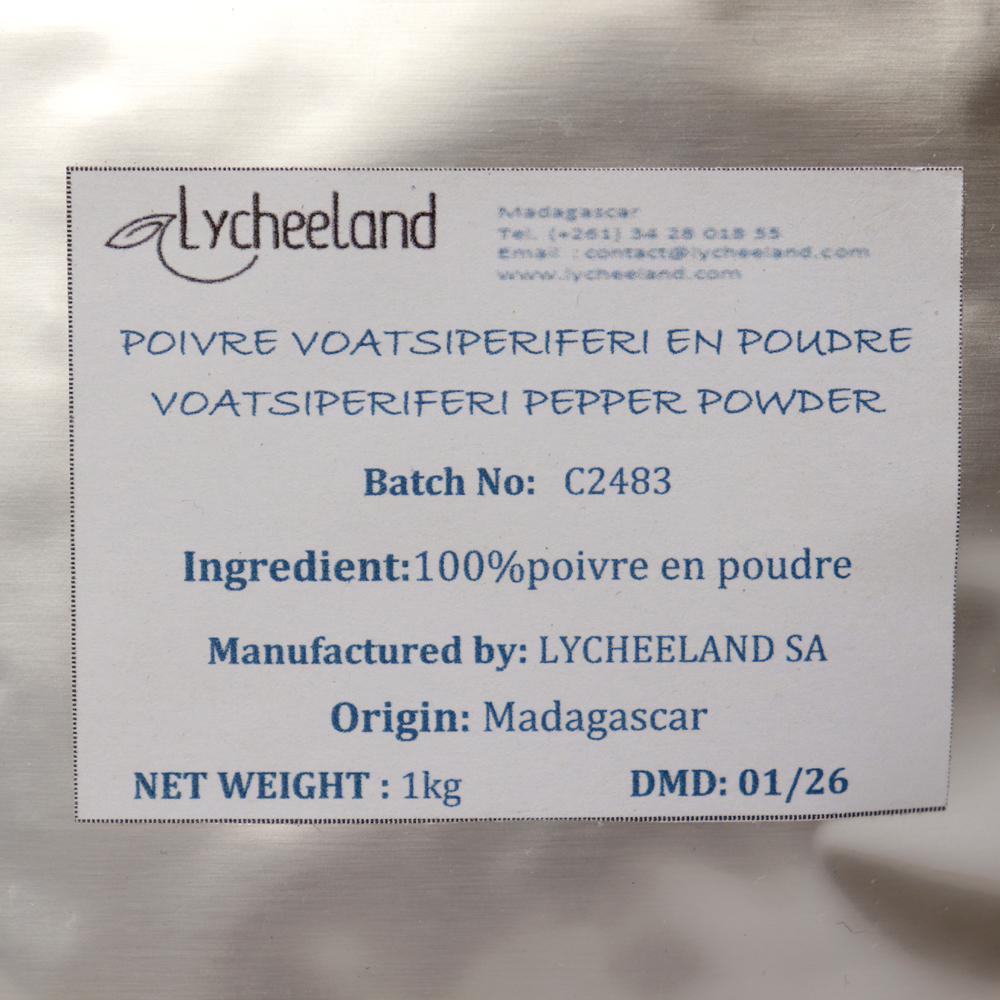 Lycheeland
Madagascar
Tel. (+261) 34 28 018 55
Email : contact@lycheeland.com
www.lycheeland.com
POIVRE VOATSIPERIFERI EN POUDRE
VOATSIPERIFERI PEPPER POWDER
Batch No: C2483
Ingredient:100%poivre en poudre
Manufactured by: LYCHEELAND SA
Origin: Madagascar
NET WEIGHT : 1kg DMD: 01/26